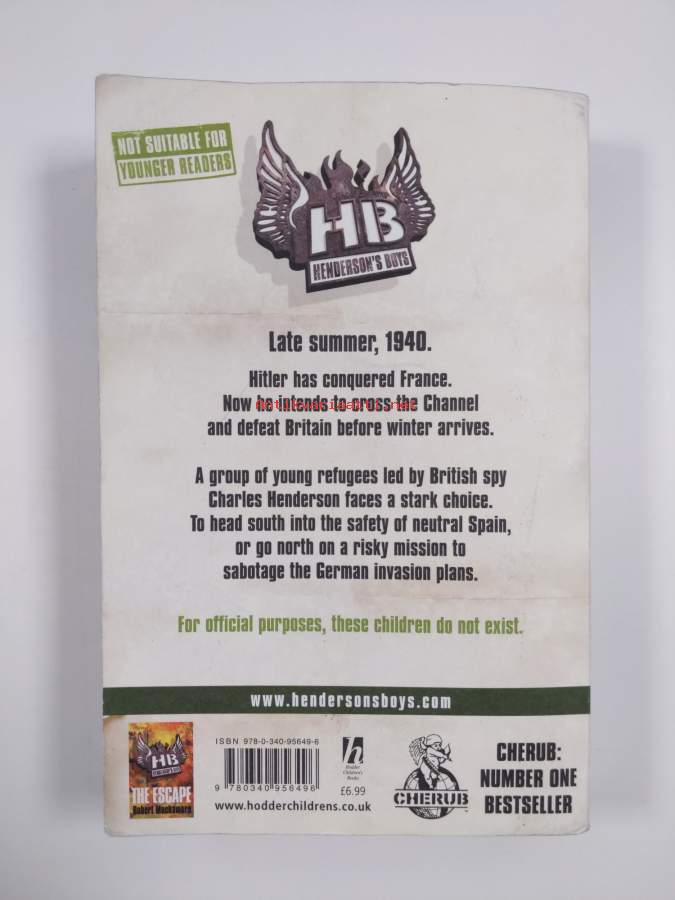 NOT SUITABLE FOR
YOUNGER READERS
HB
HENDERSON'S BOYS
Late summer, 1940.
Hitler has conquered France.
Now he intends to cross the Channel
and defeat Britain before winter arrives.
A group of young refugees led by British spy
Charles Henderson faces a stark choice.
To head south into the safety of neutral Spain,
or go north on a risky mission to
sabotage the German invasion plans.
For official purposes, these children do not exist.
www.hendersonsboys.com
HB
HENDERSON'S BOYS
THE ESCAPE
Robert Muchamore
ISBN 978-0-340-95649-6
9 780340 956496
www.hodderchildrens.co.uk
h
Hodder
Children's
Books
£6.99
CHERUB
CHERUB:
NUMBER ONE
BESTSELLER